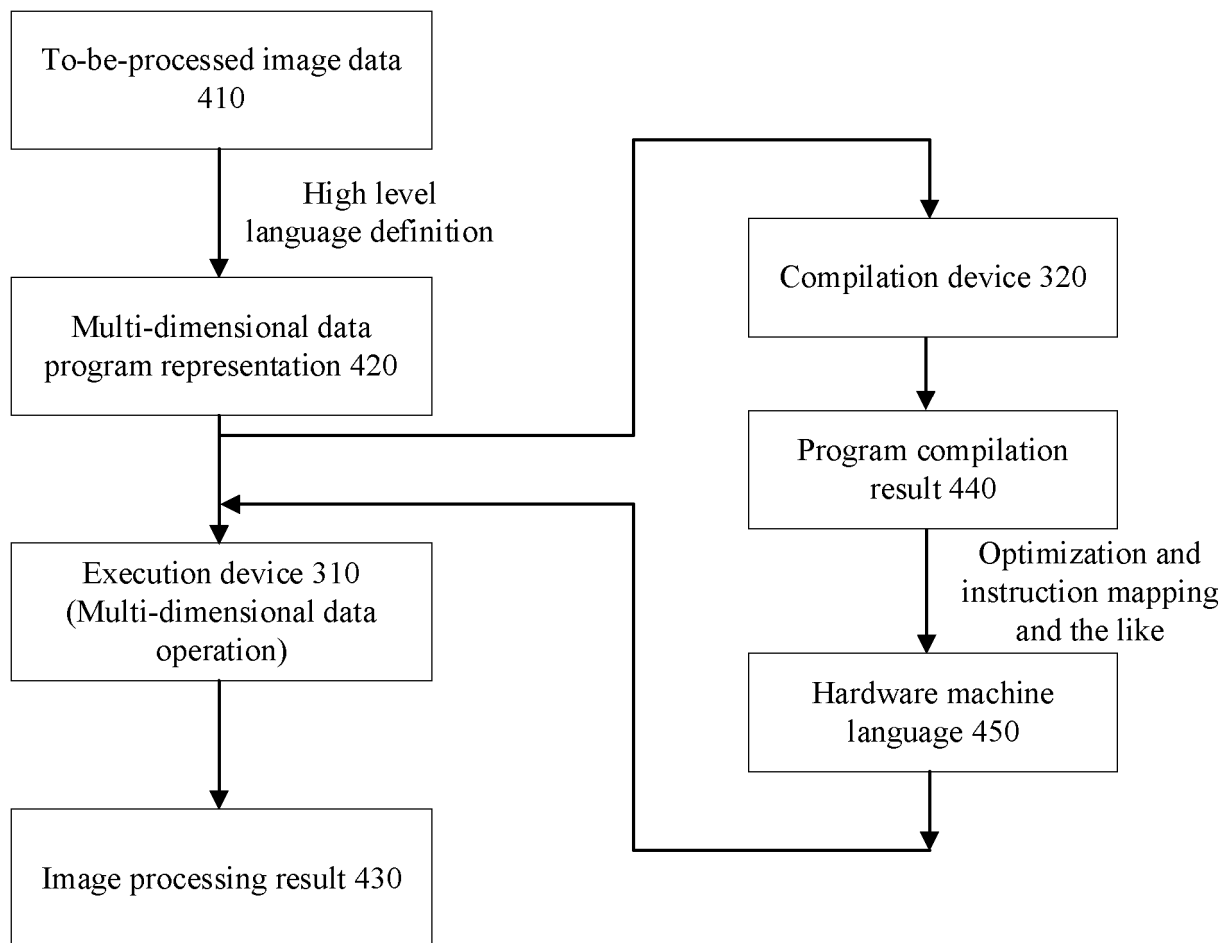 To-be-processed image data
410
High level
language definition
Multi-dimensional data
program representation 420
Execution device 310
(Multi-dimensional data
operation)
Image processing result 430
Compilation device 320
Program compilation
result 440
Optimization and
instruction mapping
and the like
Hardware machine
language 450